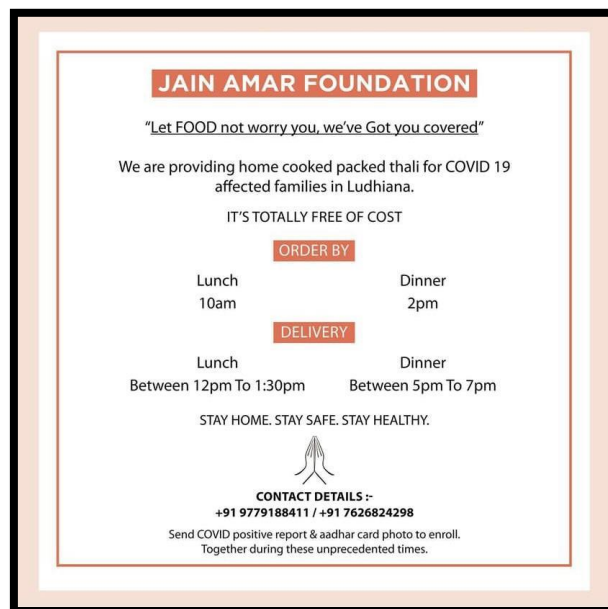 JAIN AMAR FOUNDATION
“Let FOOD not worry you, we’ve Got you covered”
We are providing home cooked packed thali for COVID 19
affected families in Ludhiana.
IT’S TOTALLY FREE OF COST
ORDER BY
Lunch Dinner
10am 2pm
DELIVERY
Lunch Dinner
Between 12pm To 1:30pm Between 5pm To 7pm
STAY HOME. STAY SAFE. STAY HEALTHY.
CONTACT DETAILS :-
+91 9779188411 / +91 7626824298
Send COVID positive report & aadhar card photo to enroll.
Together during these unprecedented times.